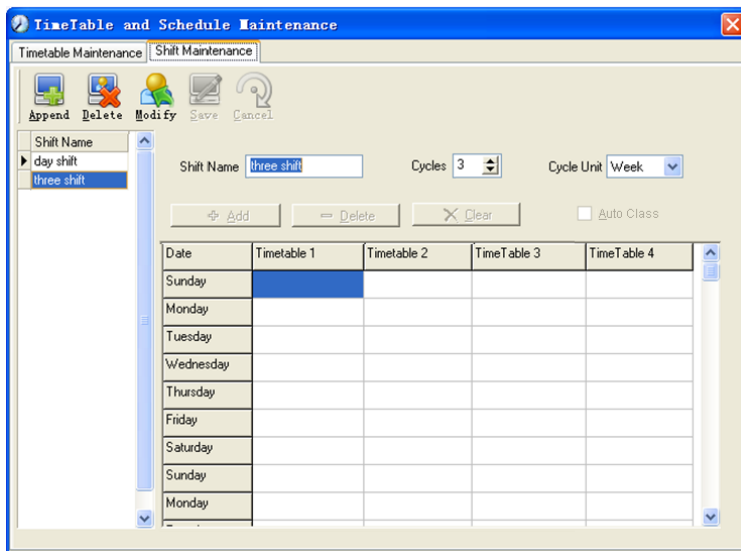 TimeTable and Schedule Maintenance
Timetable Maintenance Shift Maintenance
Append Delete Modify Save Cancel
Shift Name
day shift
three shift
Shift Name three shift Cycles 3 Cycle Unit Week
Add Delete Clear Auto Class
Date Timetable 1 Timetable 2 TimeTable 3 TimeTable 4
Sunday
Monday
Tuesday
Wednesday
Thursday
Friday
Saturday
Sunday
Monday